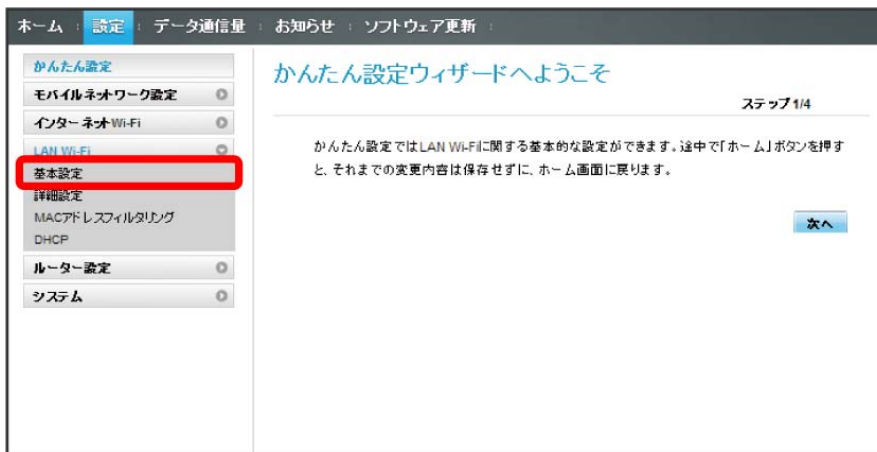 ホーム 設定 データ通信量 お知らせ ソフトウェア更新
かんたん設定
モバイルネットワーク設定
インターネットWi-Fi
LAN Wi-Fi
基本設定
詳細設定
MACアドレスフィルタリング
DHCP
ルーター設定
システム
かんたん設定ウィザードへようこそ
ステップ1/4
かんたん設定ではLAN Wi-Fiに関する基本的な設定ができます。途中で「ホーム」ボタンを押す
と、それまでの変更内容は保存せずに、ホーム画面に戻ります。
次へ